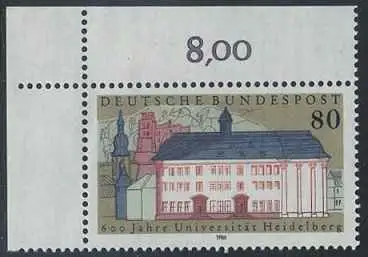 8,00
DEUTSCHE BUNDESPOST
80
600 Jahre Universität Heidelberg
1986